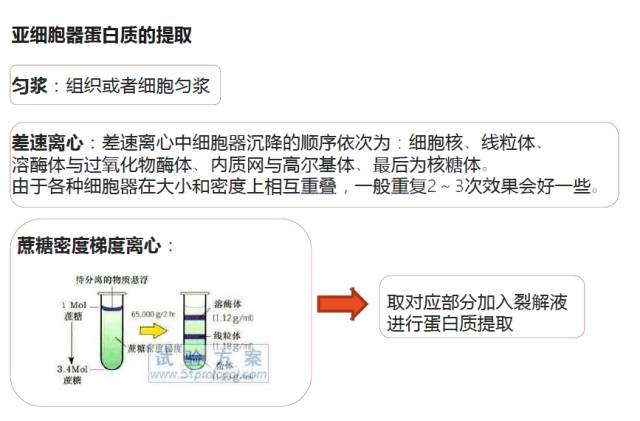 亚细胞器蛋白质的提取
匀浆：组织或者细胞匀浆
差速离心：差速离心中细胞器沉降的顺序依次为：细胞核、线粒体、
溶酶体与过氧化物酶体、内质网与高尔基体、最后为核糖体。
由于各种细胞器在大小和密度上相互重叠，一般重复2～3次效果会好一些。
蔗糖密度梯度离心：
待分离的物质悬浮
1 Mol
蔗糖
3.4Mol
蔗糖
65,000 g/2 hr
蔗糖密度梯度
溶酶体
(1.12g/ml)
线粒体
(1.18g/ml)
试验方案
www.51protocol.com
取对应部分加入裂解液
进行蛋白质提取